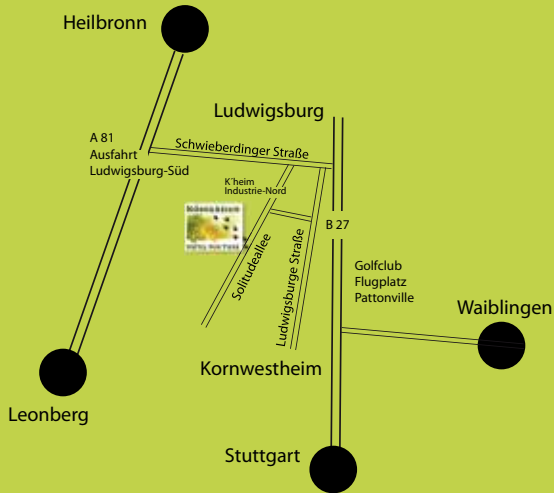 Heilbronn
Ludwigsburg
A 81
Ausfahrt
Ludwigsburg-Süd
Schwieberdinger Straße
K´heim
Industrie-Nord
B 27
Solitudeallee
Ludwigsburge Straße
Golfclub
Flugplatz
Pattonville
Waiblingen
Kornwestheim
Leonberg
Stuttgart